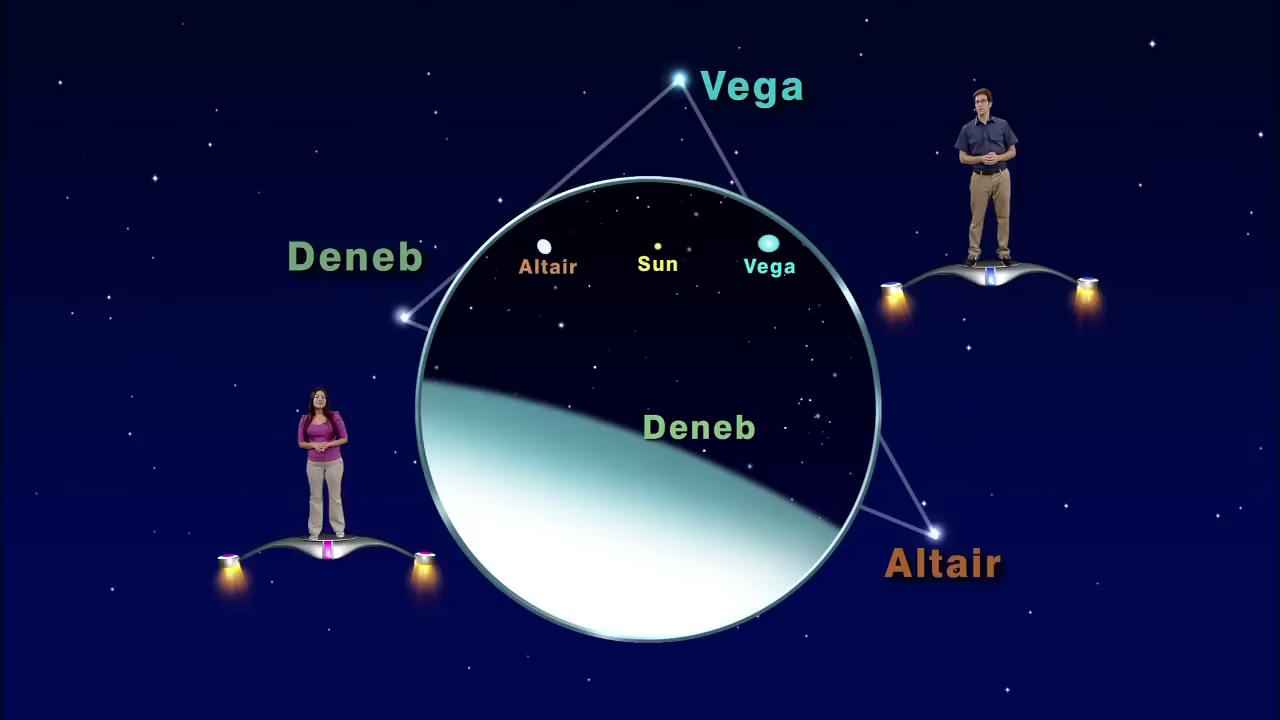 Vega
Deneb
Altair
Sun
Vega
Deneb
Altair